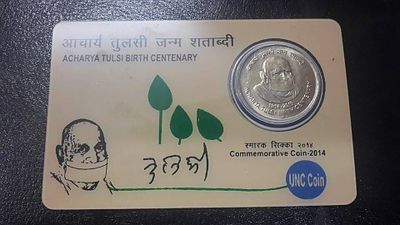 आचार्य तुलसी जन्म शताब्दी
ACHARYA TULSI BIRTH CENTENARY
तुलसी
स्मारक सिक्का २०१४
Commemorative Coin-2014
UNC Coin